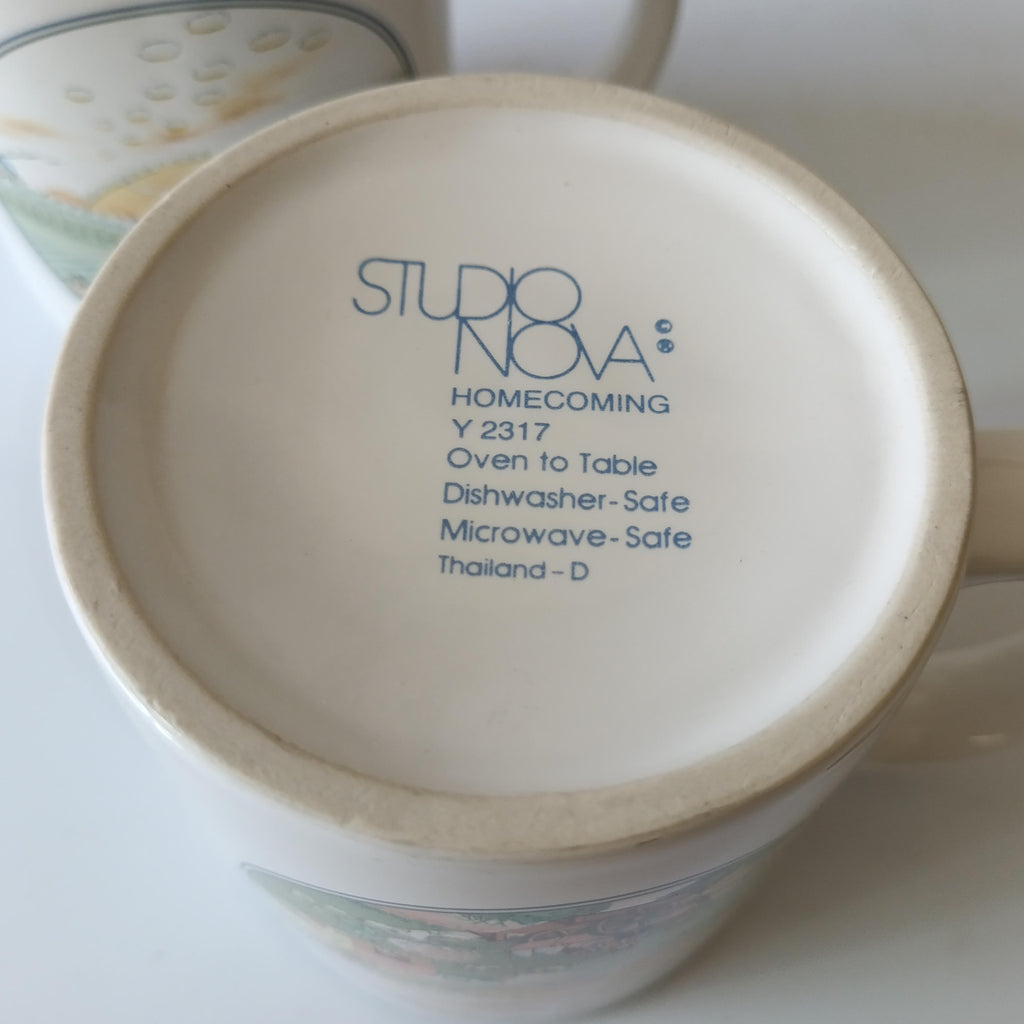 STUDIO
NOVA ©
®
HOMECOMING
Y 2317
Oven to Table
Dishwasher-Safe
Microwave-Safe
Thailand-D